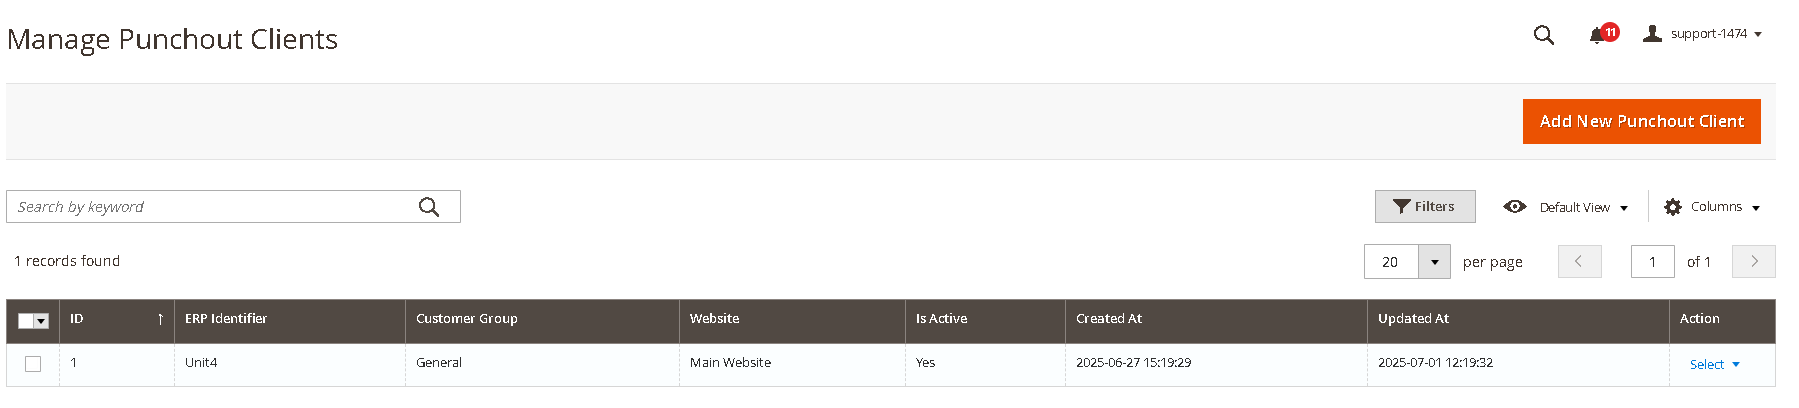 Manage Punchout Clients
11
support-1474
Add New Punchout Client
Search by keyword
Filters
Default View
Columns
1 records found
20
per page
1
of 1
ID ↑ ERP Identifier Customer Group Website Is Active Created At Updated At Action
1 Unit4 General Main Website Yes 2025-06-27 15:19:29 2025-07-01 12:19:32 Select